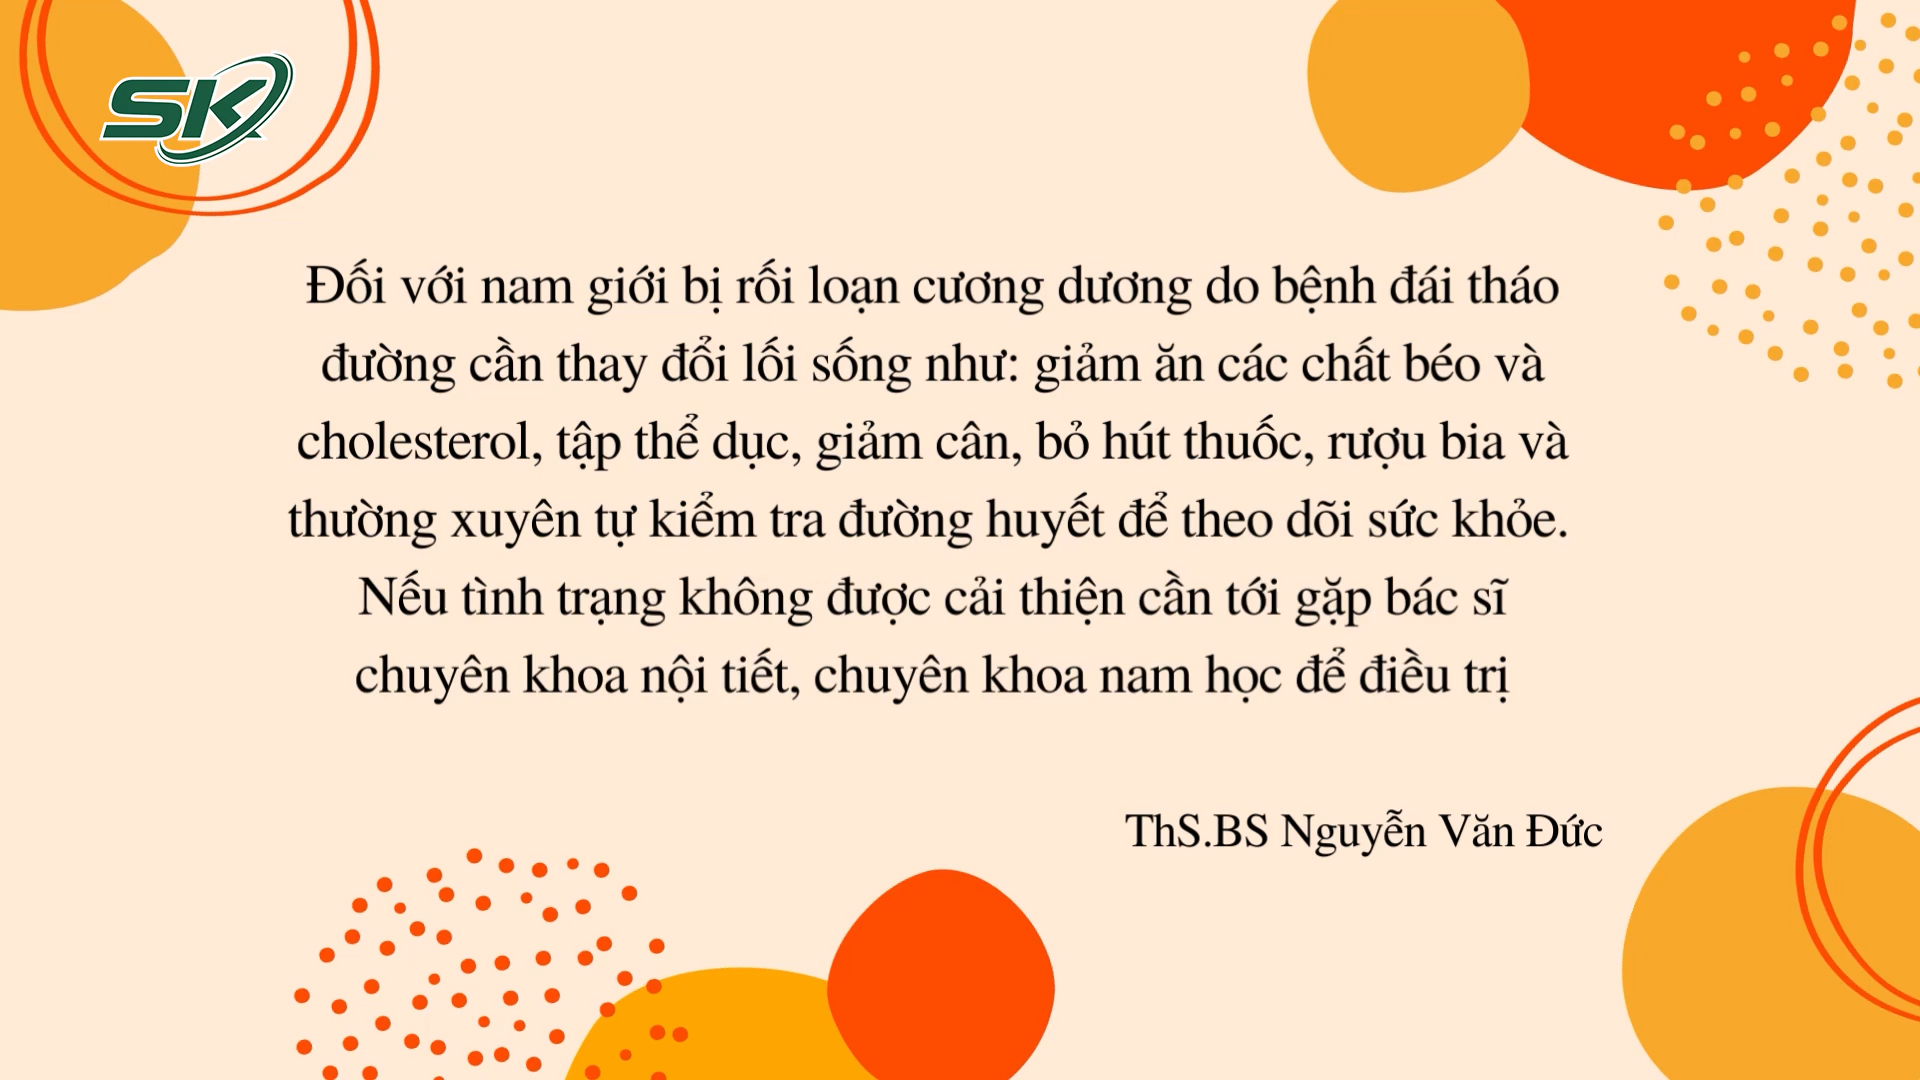 SK
Đối với nam giới bị rối loạn cương dương do bệnh đái tháo
đường cần thay đổi lối sống như: giảm ăn các chất béo và
cholesterol, tập thể dục, giảm cân, bỏ hút thuốc, rượu bia và
thường xuyên tự kiểm tra đường huyết để theo dõi sức khỏe.
Nếu tình trạng không được cải thiện cần tới gặp bác sĩ
chuyên khoa nội tiết, chuyên khoa nam học để điều trị
ThS.BS Nguyễn Văn Đức